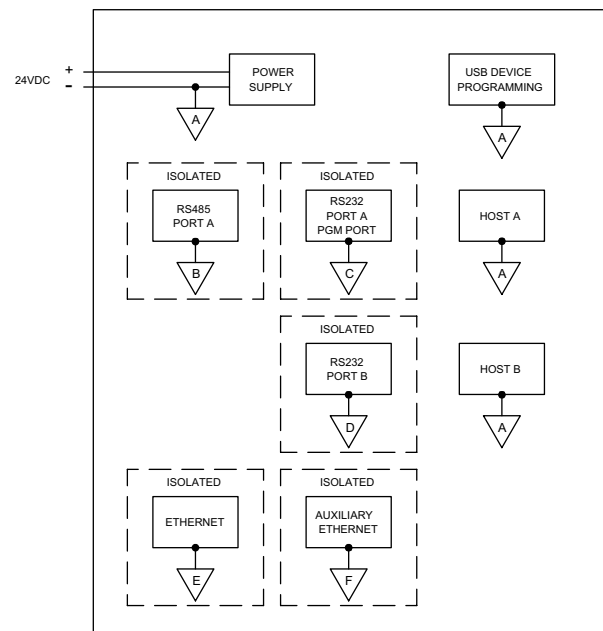 24VDC
+
-
POWER
SUPPLY
A
USB DEVICE
PROGRAMMING
A
ISOLATED
RS485
PORT A
B
ISOLATED
RS232
PORT A
PGM PORT
C
HOST A
A
ISOLATED
RS232
PORT B
D
HOST B
A
ISOLATED
ETHERNET
E
ISOLATED
AUXILIARY
ETHERNET
F